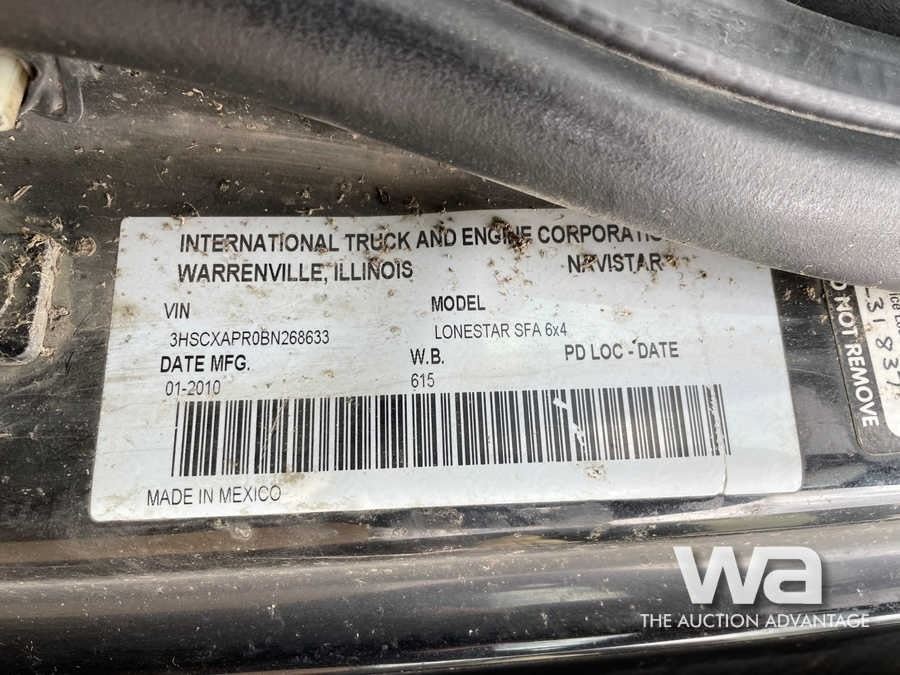 INTERNATIONAL TRUCK AND ENGINE CORPORATIO
WARRENVILLE, ILLINOIS NAVISTAR
VIN MODEL
3HSCXAPR0BN268633 LONESTAR SFA 6x4
DATE MFG. W.B. PD LOC - DATE
01-2010 615
MADE IN MEXICO
NOT REMOVE
wa
THE AUCTION ADVANTAGE